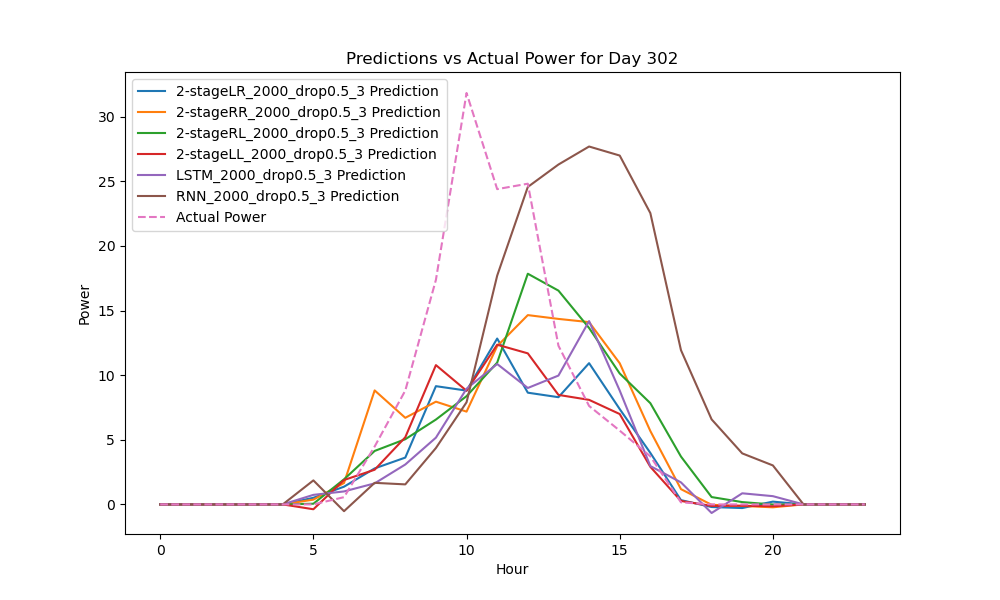 Predictions vs Actual Power for Day 302
2-stageLR_2000_drop0.5_3 Prediction
2-stageRR_2000_drop0.5_3 Prediction
2-stageRL_2000_drop0.5_3 Prediction
2-stageLL_2000_drop0.5_3 Prediction
LSTM_2000_drop0.5_3 Prediction
RNN_2000_drop0.5_3 Prediction
Actual Power
30
25
20
15
10
5
0
Power
0 5 10 15 20
Hour